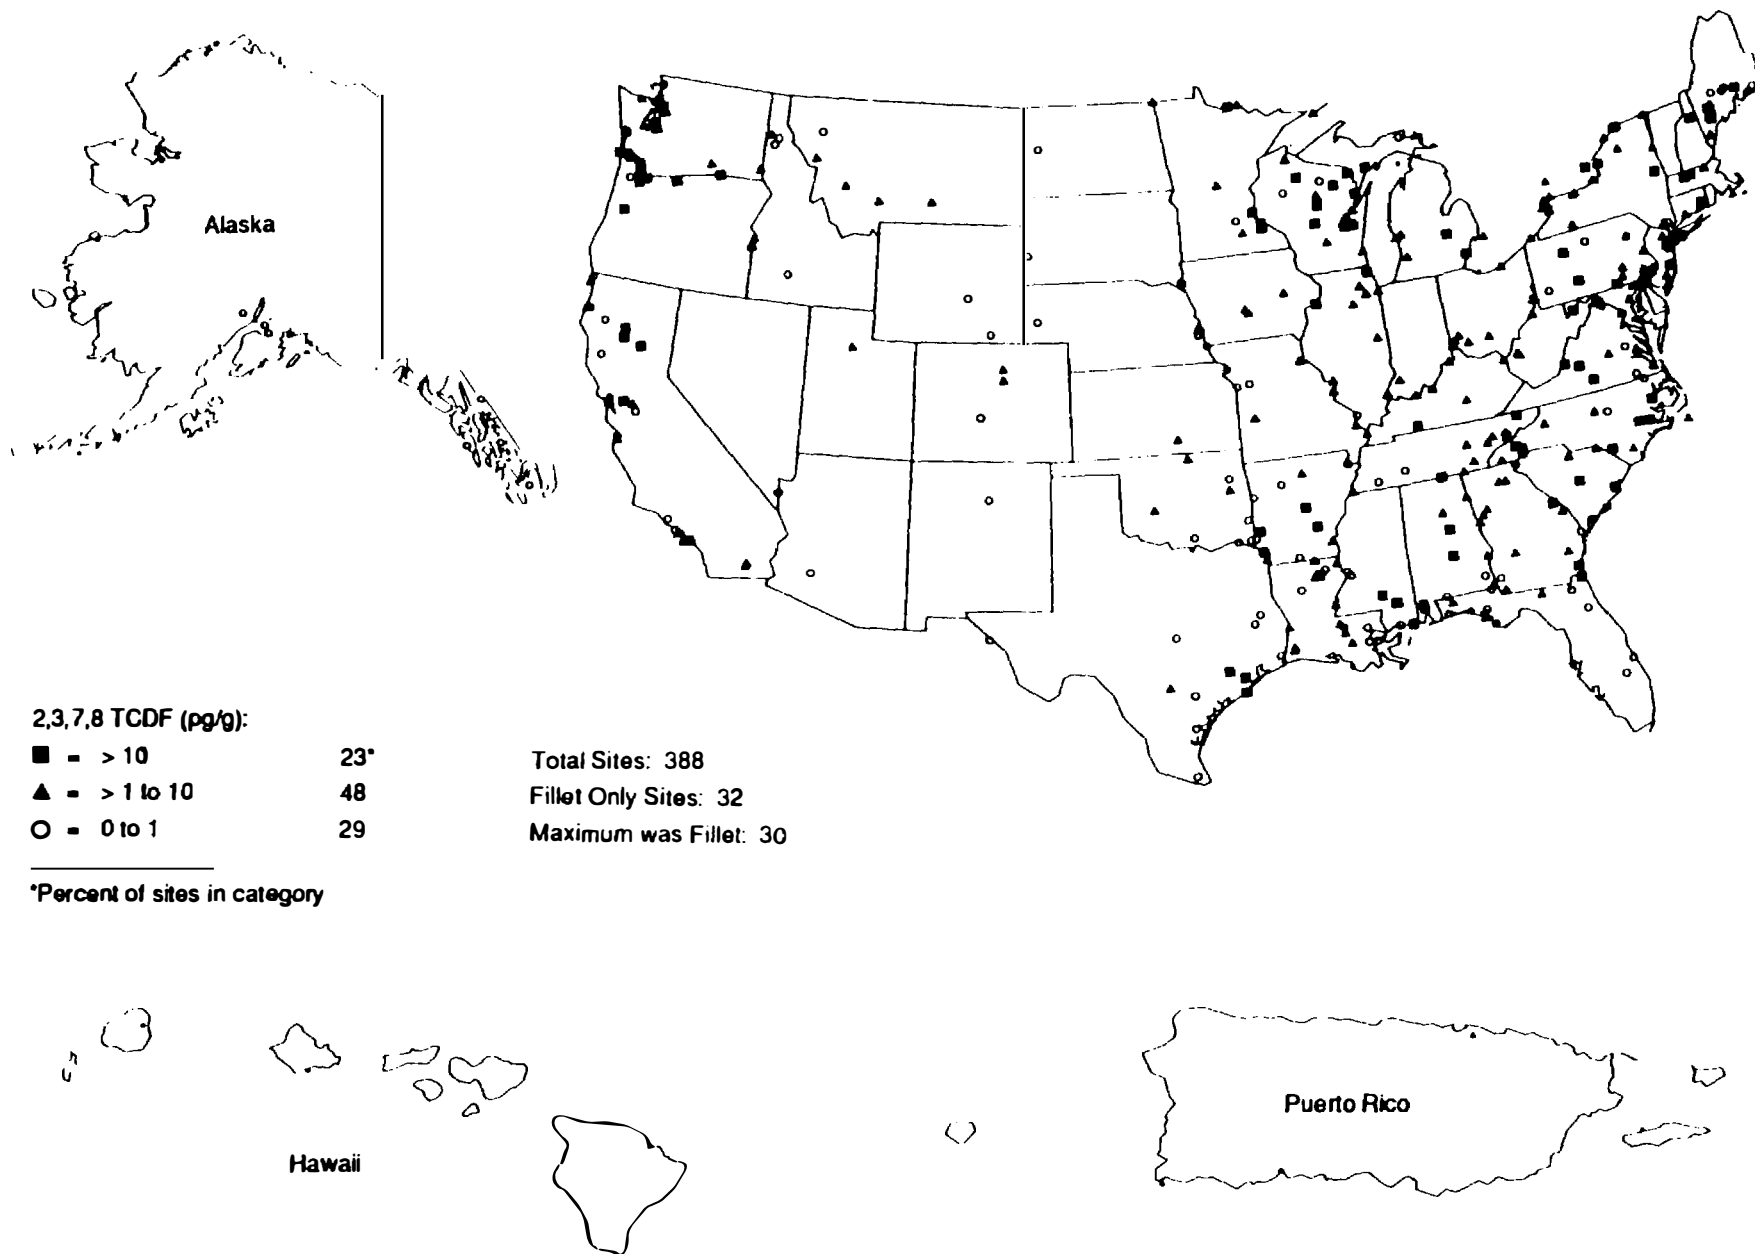 Alaska
2,3,7,8 TCDF (pg/g):
■ = > 10 23*
▲ = > 1 to 10 48
○ = 0 to 1 29
Total Sites: 388
Fillet Only Sites: 32
Maximum was Fillet: 30
*Percent of sites in category
Hawaii
Puerto Rico